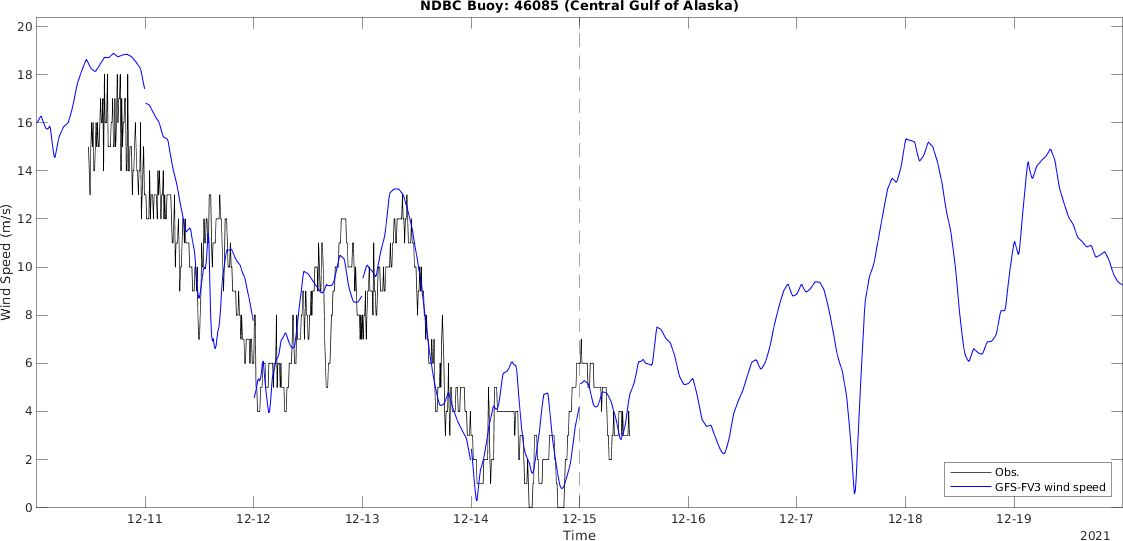 NDBC Buoy: 46085 (Central Gulf of Alaska)
20
18
16
14
12
10
8
6
4
2
0
Wind Speed (m/s)
12-11 12-12 12-13 12-14 12-15 12-16 12-17 12-18 12-19
Time
2021
Obs.
GFS-FV3 wind speed